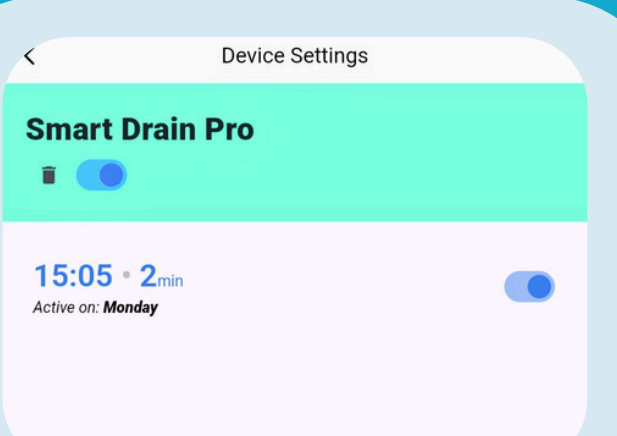 Device Settings
Smart Drain Pro
15:05 • 2min
Active on: Monday